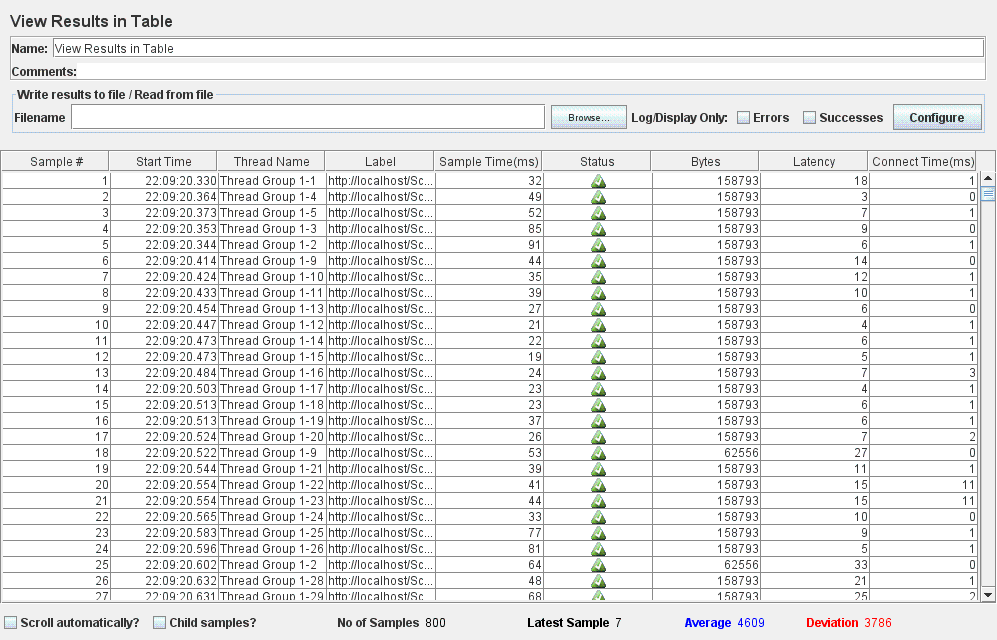 View Results in Table
Name: View Results in Table
Comments:
Write results to file / Read from file
Filename Browse... Log/Display Only: Errors Successes Configure
Sample # Start Time Thread Name Label Sample Time(ms) Status Bytes Latency Connect Time(ms)
1 22:09:20.330 Thread Group 1-1 http://localhost/Sc... 32 158793 18 1
2 22:09:20.364 Thread Group 1-4 http://localhost/Sc... 49 158793 3 0
3 22:09:20.373 Thread Group 1-5 http://localhost/Sc... 52 158793 7 1
4 22:09:20.353 Thread Group 1-3 http://localhost/Sc... 85 158793 9 0
5 22:09:20.344 Thread Group 1-2 http://localhost/Sc... 91 158793 6 1
6 22:09:20.414 Thread Group 1-9 http://localhost/Sc... 44 158793 14 0
7 22:09:20.424 Thread Group 1-10 http://localhost/Sc... 35 158793 12 1
8 22:09:20.433 Thread Group 1-11 http://localhost/Sc... 39 158793 10 1
9 22:09:20.454 Thread Group 1-13 http://localhost/Sc... 27 158793 6 0
10 22:09:20.447 Thread Group 1-12 http://localhost/Sc... 21 158793 4 1
11 22:09:20.473 Thread Group 1-14 http://localhost/Sc... 22 158793 6 1
12 22:09:20.473 Thread Group 1-15 http://localhost/Sc... 19 158793 5 1
13 22:09:20.484 Thread Group 1-16 http://localhost/Sc... 24 158793 7 3
14 22:09:20.503 Thread Group 1-17 http://localhost/Sc... 23 158793 4 1
15 22:09:20.513 Thread Group 1-18 http://localhost/Sc... 23 158793 6 1
16 22:09:20.513 Thread Group 1-19 http://localhost/Sc... 37 158793 6 1
17 22:09:20.524 Thread Group 1-20 http://localhost/Sc... 26 158793 7 2
18 22:09:20.522 Thread Group 1-9 http://localhost/Sc... 53 62556 27 0
19 22:09:20.544 Thread Group 1-21 http://localhost/Sc... 39 158793 11 1
20 22:09:20.554 Thread Group 1-22 http://localhost/Sc... 41 158793 15 11
21 22:09:20.554 Thread Group 1-23 http://localhost/Sc... 44 158793 15 11
22 22:09:20.565 Thread Group 1-24 http://localhost/Sc... 33 158793 10 0
23 22:09:20.583 Thread Group 1-25 http://localhost/Sc... 77 158793 9 1
24 22:09:20.596 Thread Group 1-26 http://localhost/Sc... 81 158793 5 1
25 22:09:20.602 Thread Group 1-2 http://localhost/Sc... 64 62556 33 0
26 22:09:20.632 Thread Group 1-28 http://localhost/Sc... 48 158793 21 1
27 22:09:20.631 Thread Group 1-29 http://localhost/Sc... 68 158793 25 2
Scroll automatically? Child samples? No of Samples 800 Latest Sample 7 Average 4609 Deviation 3786